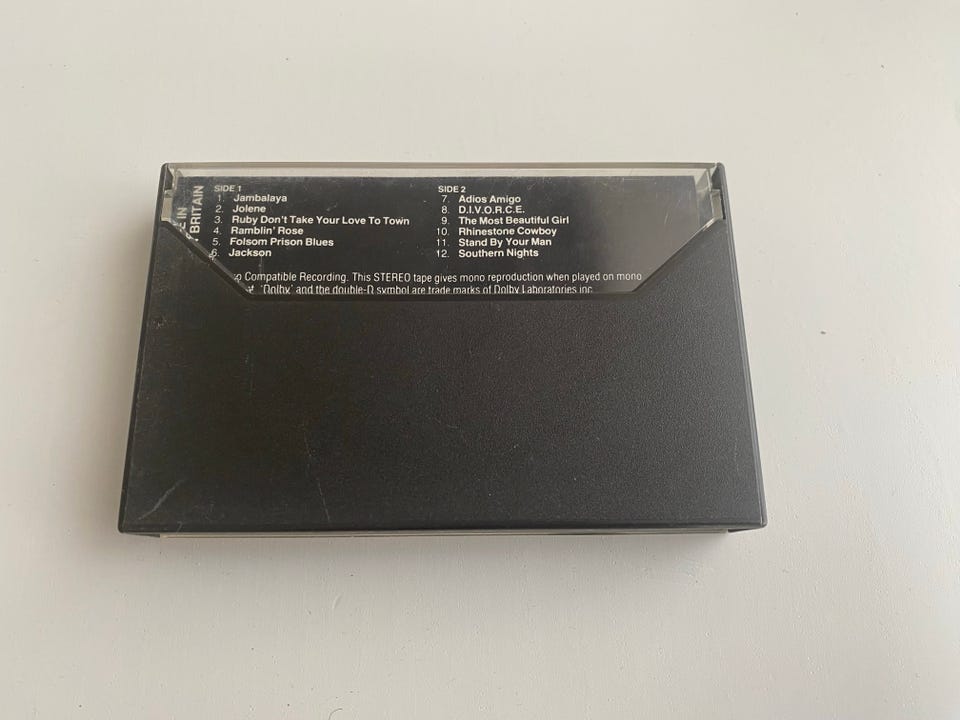 SIDE 1
1. Jambalaya
2. Jolene
3. Ruby Don't Take Your Love To Town
4. Ramblin' Rose
5. Folsom Prison Blues
6. Jackson
SIDE 2
7. Adios Amigo
8. D.I.V.O.R.C.E.
9. The Most Beautiful Girl
10. Rhinestone Cowboy
11. Stand By Your Man
12. Southern Nights
Compatible Recording. This STEREO tape gives mono reproduction when played on mono
'Dolby' and the double-D symbol are trade marks of Dolby Laboratories inc
IN
BRITAIN